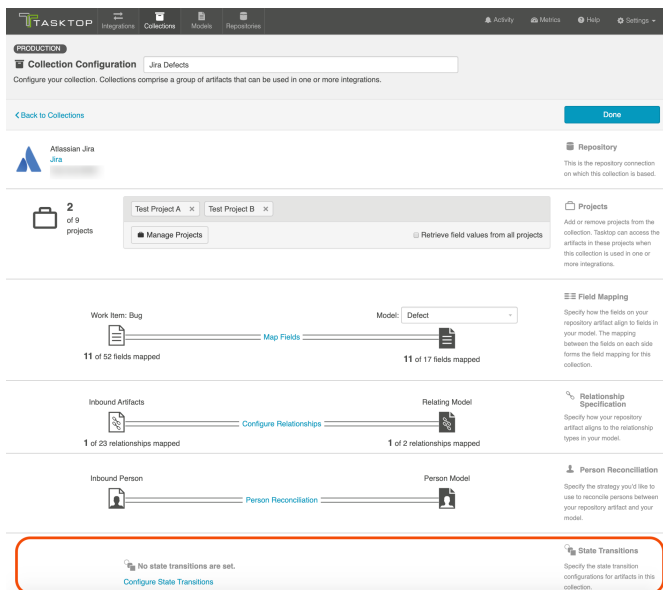 TASKTOP
Integrations
Collections
Models
Repositories
Activity
Metrics
Help
Settings
PRODUCTION
Collection Configuration
Jira Defects
Configure your collection. Collections comprise a group of artifacts that can be used in one or more integrations.
Back to Collections
Done
Atlassian Jira
Jira
Repository
This is the repository connection
on which this collection is based.
2
of 9
projects
Test Project A ×
Test Project B ×
Manage Projects
Retrieve field values from all projects
Projects
Add or remove projects from the
collection. Tasktop can access the
artifacts in these projects when
this collection is used in one or
more integrations.
Work Item: Bug
Model: Defect
Map Fields
11 of 52 fields mapped
11 of 17 fields mapped
Field Mapping
Specify how the fields on your
repository artifact align to fields in
your model. The mapping
between the fields on each side
forms the field mapping for this
collection.
Inbound Artifacts
Relating Model
Configure Relationships
1 of 23 relationships mapped
1 of 2 relationships mapped
Relationship
Specification
Specify how your repository
artifact aligns to the relationship
types in your model.
Inbound Person
Person Model
Person Reconciliation
Person Reconciliation
Specify the strategy you'd like to
use to reconcile persons between
your repository artifact and your
model.
No state transitions are set.
Configure State Transitions
State Transitions
Specify the state transition
configurations for artifacts in this
collection.